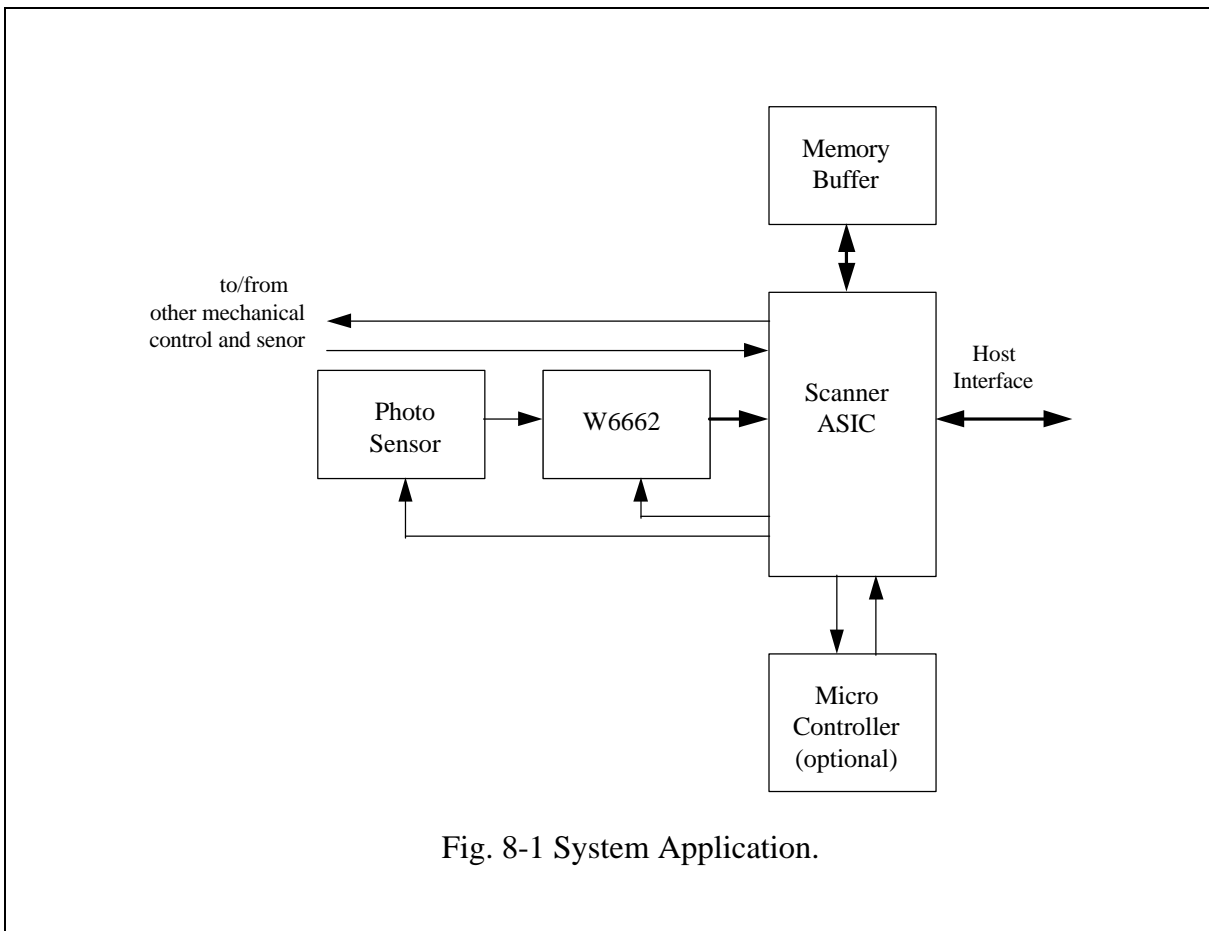 Memory
Buffer
to/from
other mechanical
control and senor
Host
Interface
Scanner
ASIC
Photo
Sensor
W6662
Micro
Controller
(optional)
Fig. 8-1 System Application.